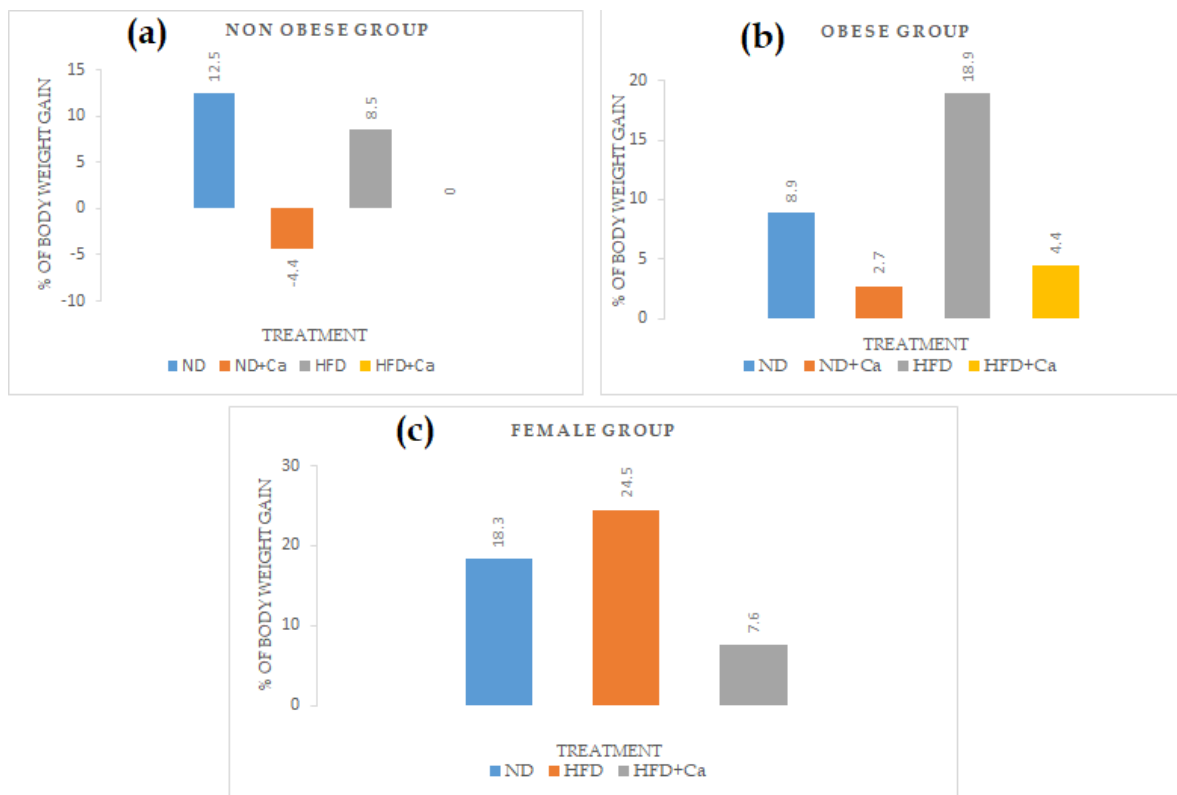 (a)
NON OBESE GROUP
% OF BODY WEIGHT GAIN
15
10
5
0
-5
-10
12.5
-4.4
8.5
0
TREATMENT
ND ND+Ca HFD HFD+Ca
(b)
OBESE GROUP
% OF BODY WEIGHT GAIN
20
15
10
5
0
8.9
2.7
18.9
4.4
TREATMENT
ND ND+Ca HFD HFD+Ca
(c)
FEMALE GROUP
% OF BODY WEIGHT GAIN
30
20
10
0
18.3
24.5
7.6
TREATMENT
ND HFD HFD+Ca